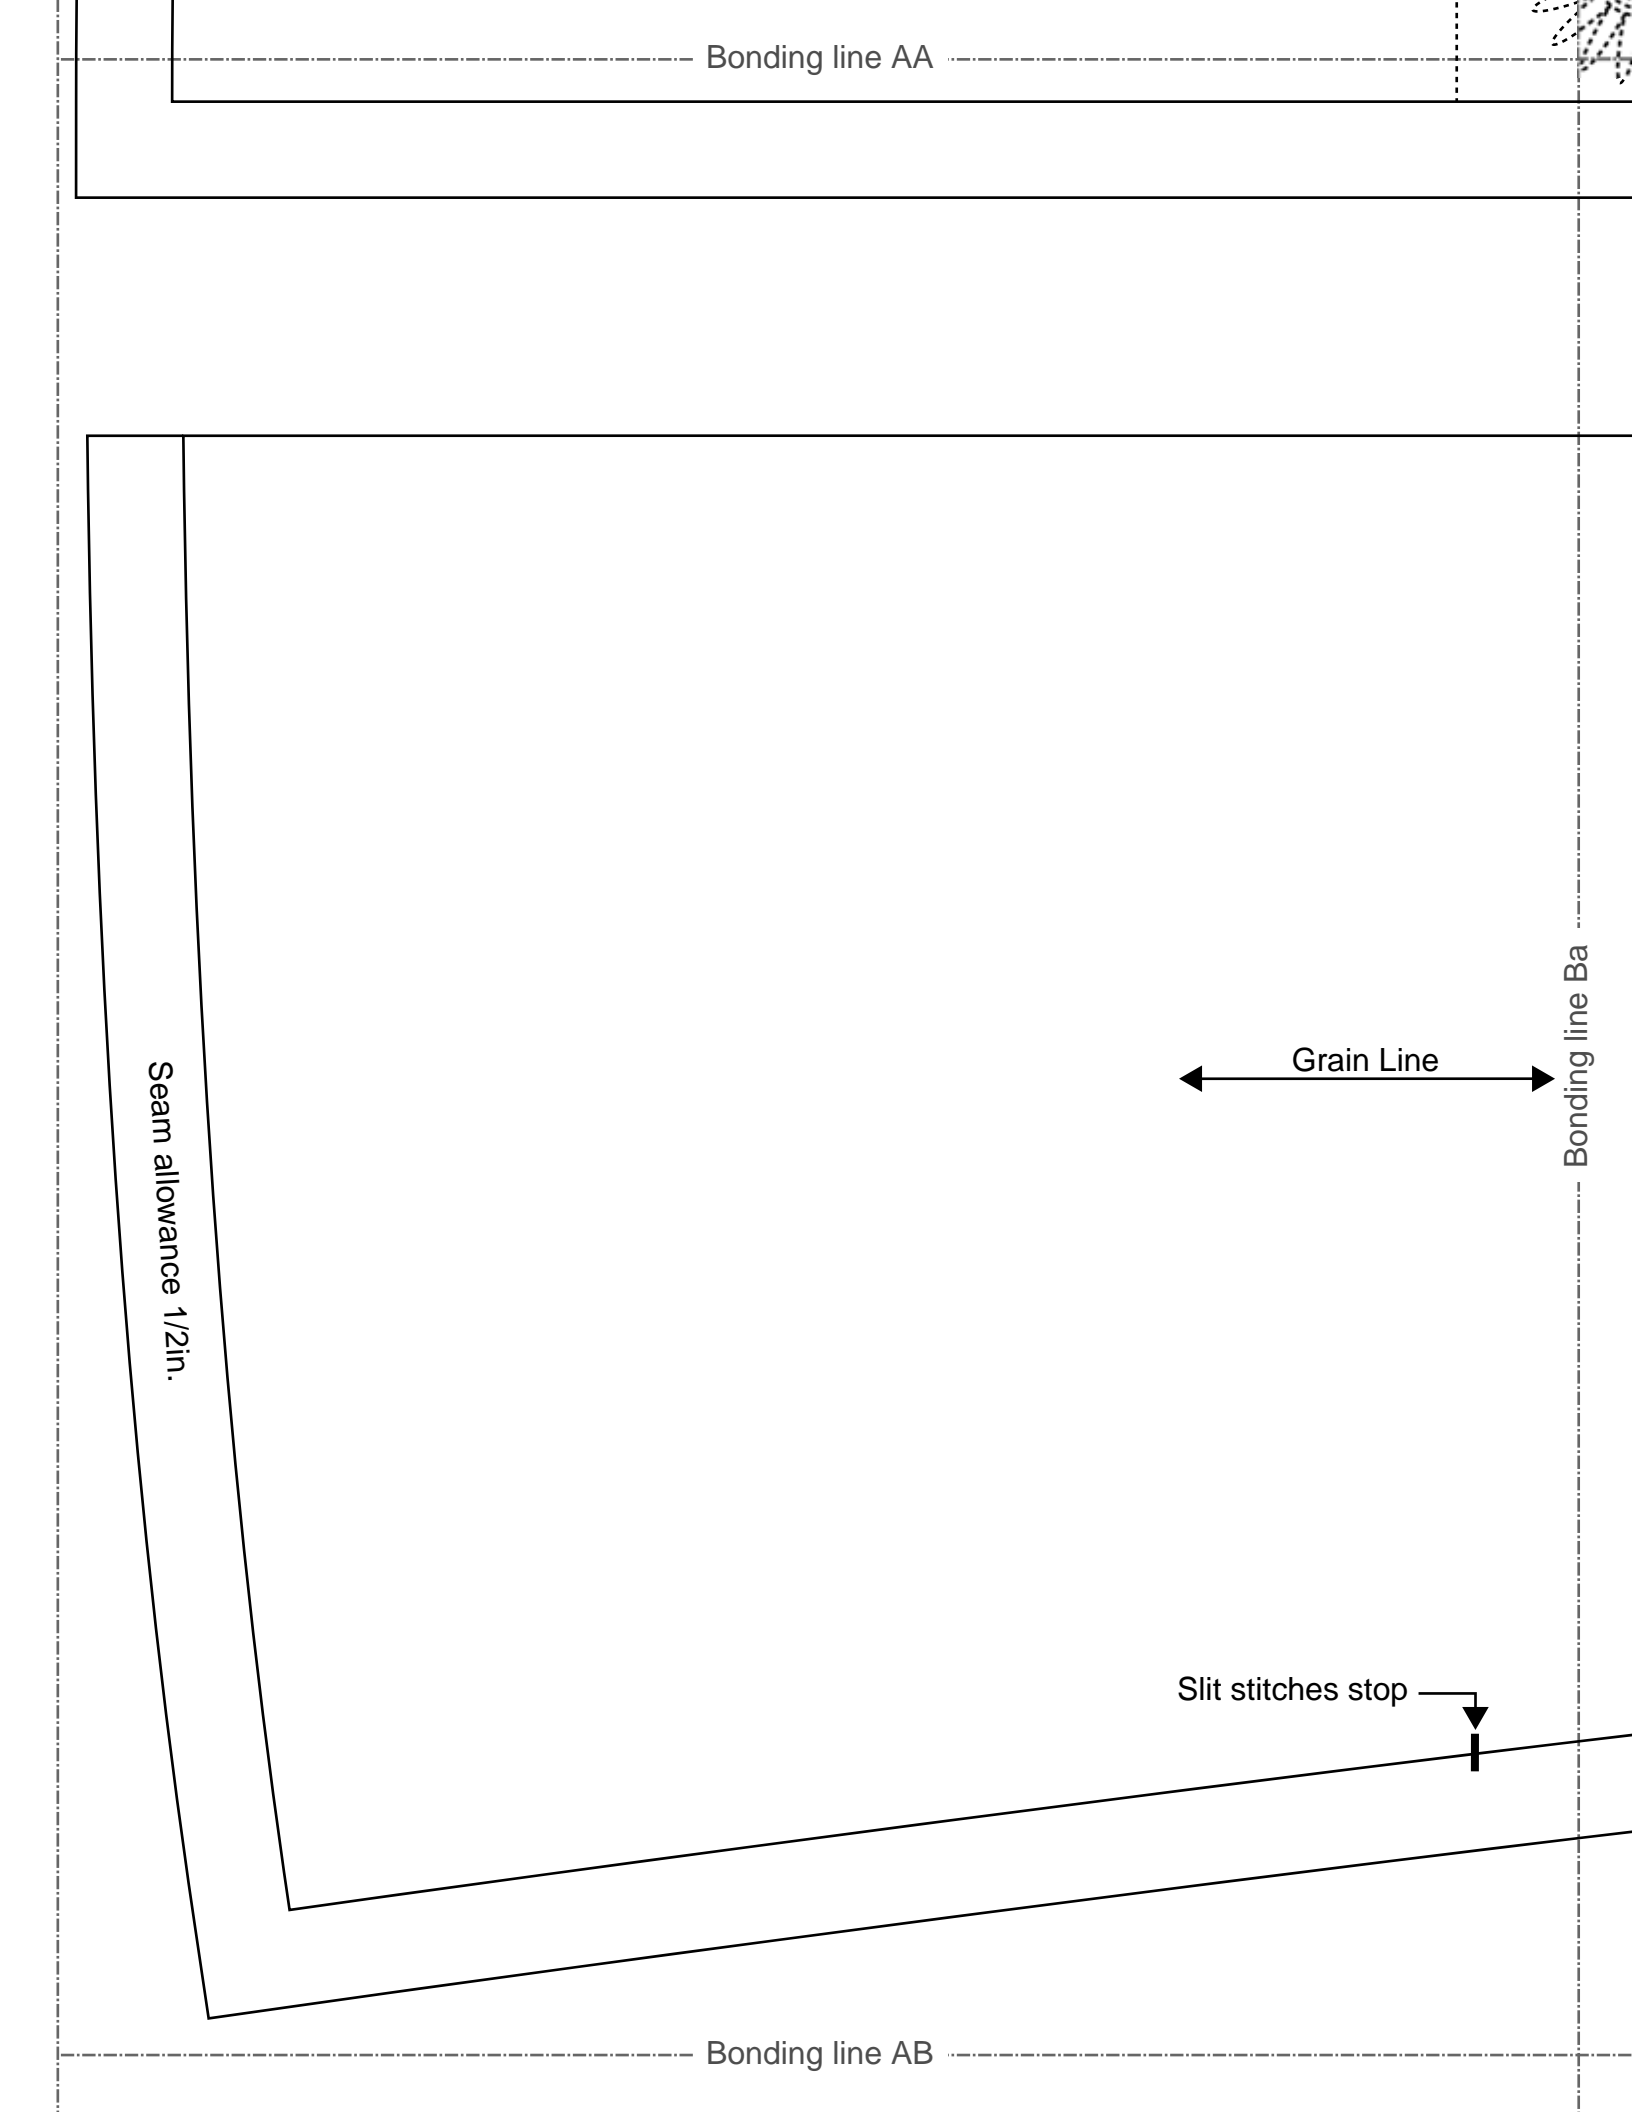 Bonding line AA
Bonding line Ba
Grain Line
Seam allowance 1/2in.
Slit stitches stop
Bonding line AB